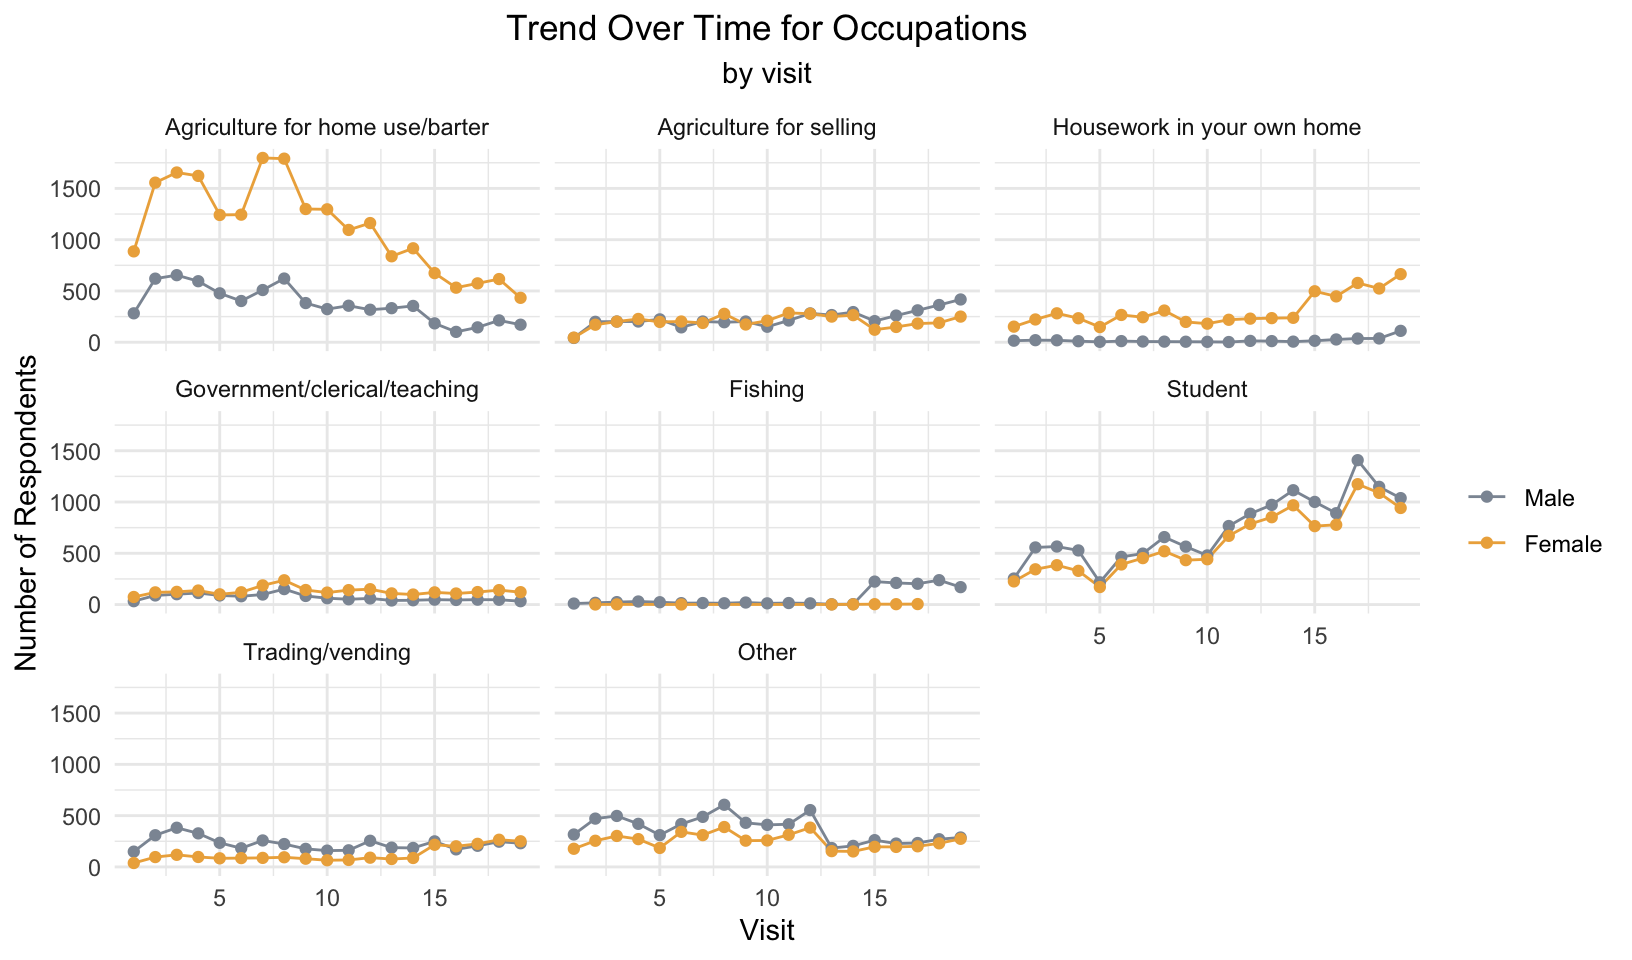 Trend Over Time for Occupations
by visit
Agriculture for home use/barter
Agriculture for selling
Housework in your own home
1500
1000
500
0
Government/clerical/teaching
Fishing
Student
1500
1000
500
0
5 10 15
Trading/vending
Other
1500
1000
500
0
5 10 15
5 10 15
Visit
Number of Respondents
Male
Female